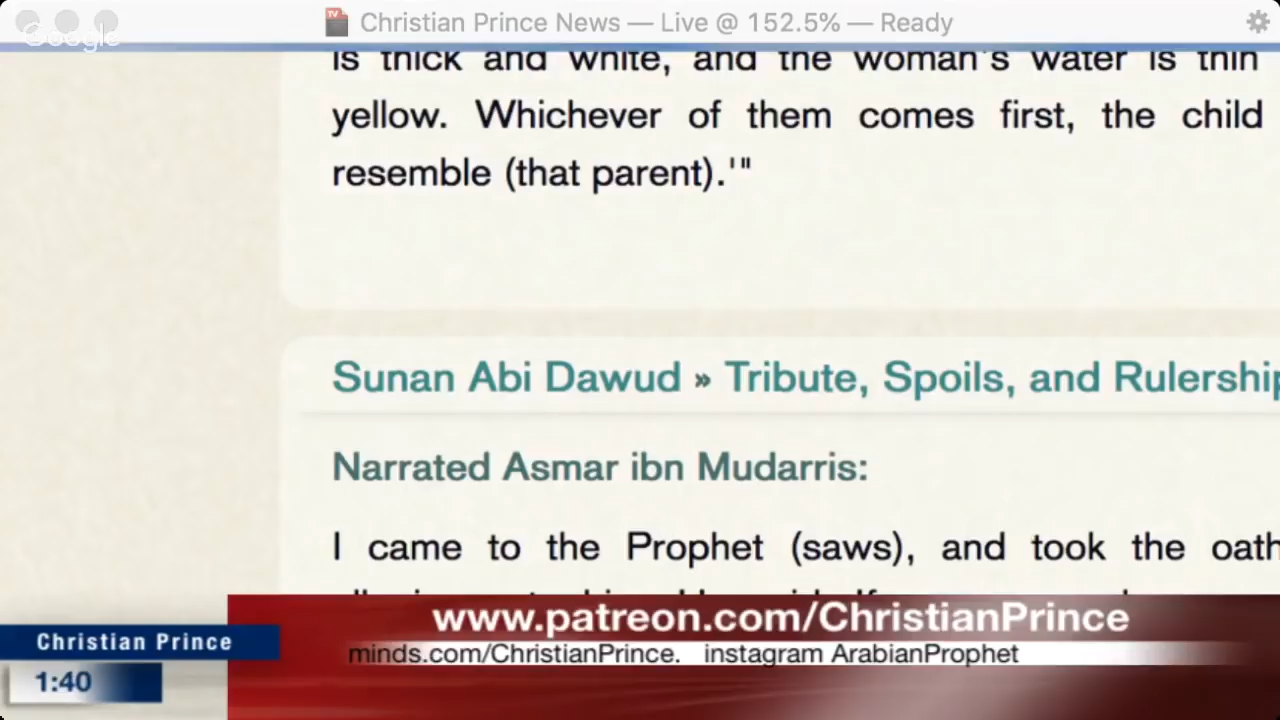 Christian Prince News — Live @ 152.5% — Ready
Google
is thick and white, and the woman's water is thin
yellow. Whichever of them comes first, the child
resemble (that parent).'"
Sunan Abi Dawud » Tribute, Spoils, and Rulership
Narrated Asmar ibn Mudarris:
I came to the Prophet (saws), and took the oath
www.patreon.com/ChristianPrince
Christian Prince
minds.com/ChristianPrince. instagram ArabianProphet
1:40